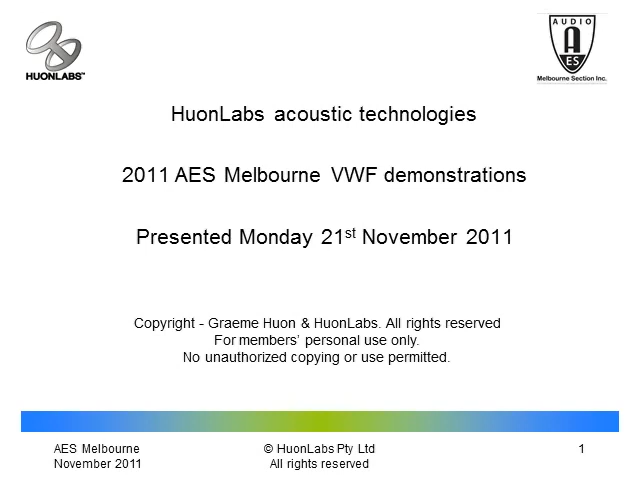 HUONLABS™
AUDIO
AES
Melbourne Section Inc.
HuonLabs acoustic technologies
2011 AES Melbourne VWF demonstrations
Presented Monday 21st November 2011
Copyright - Graeme Huon & HuonLabs. All rights reserved
For members' personal use only.
No unauthorized copying or use permitted.
AES Melbourne
November 2011
© HuonLabs Pty Ltd
All rights reserved
1